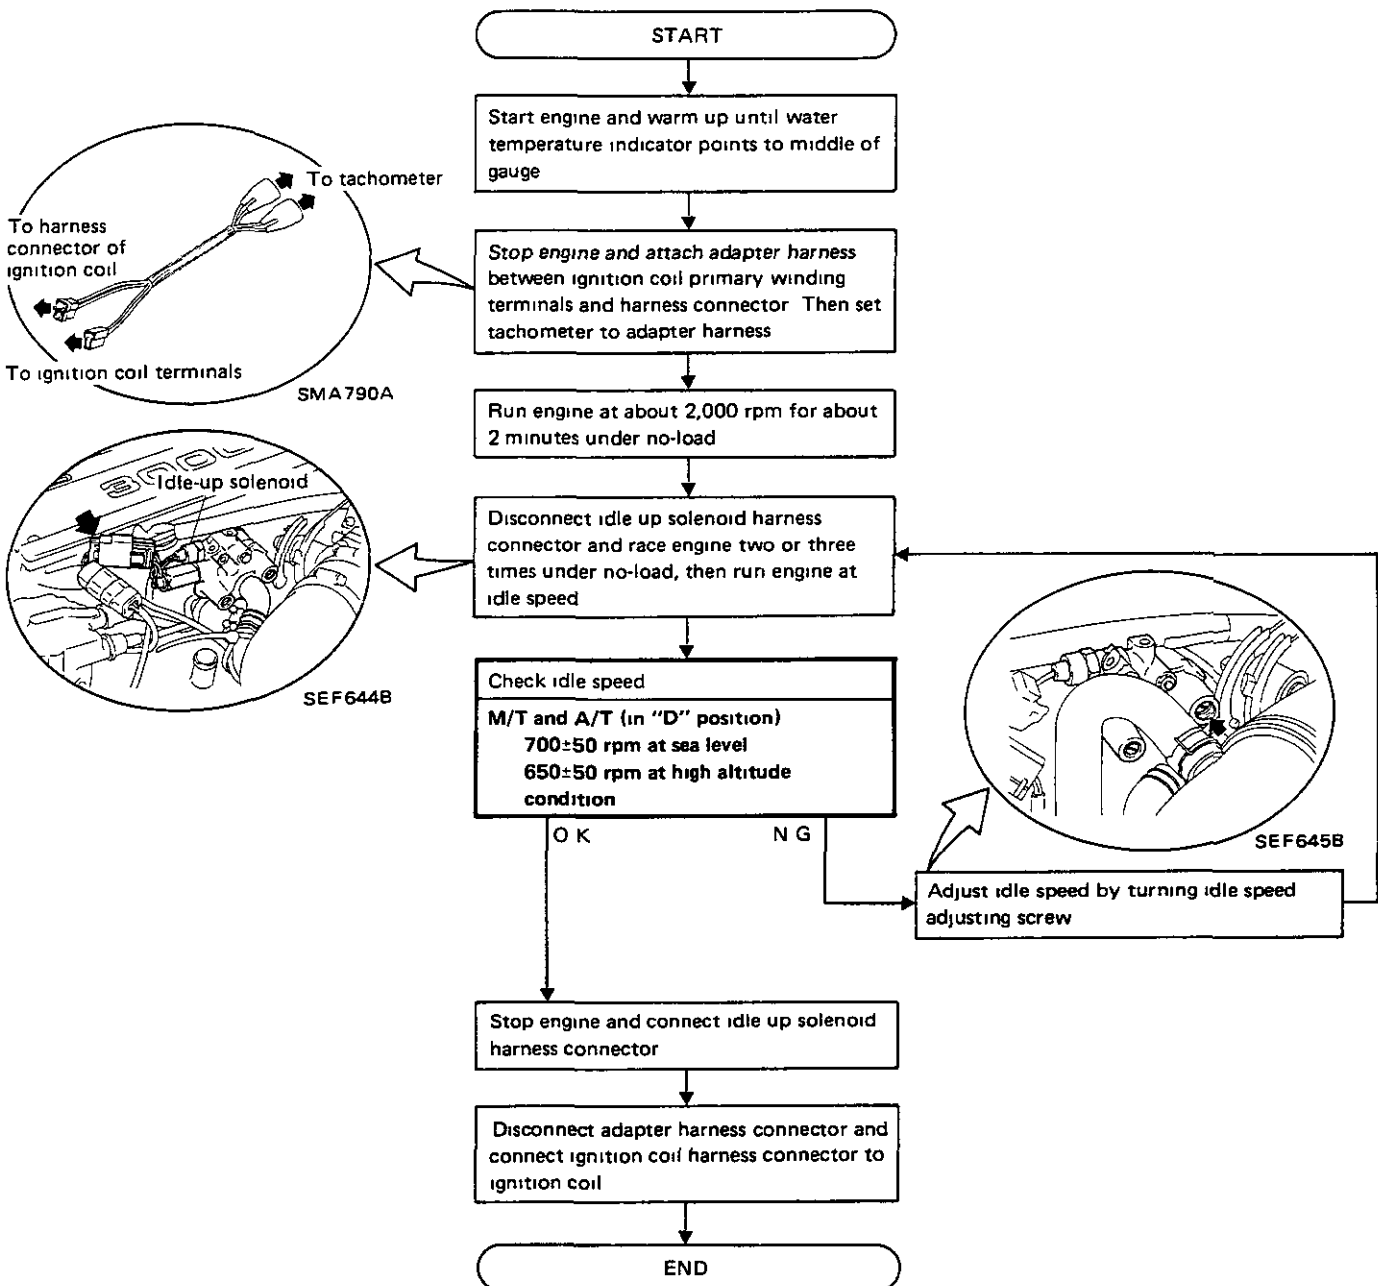 START
Start engine and warm up until water
temperature indicator points to middle of
gauge
To tachometer
To harness
connector of
ignition coil
To ignition coil terminals
SMA790A
Stop engine and attach adapter harness
between ignition coil primary winding
terminals and harness connector Then set
tachometer to adapter harness
Run engine at about 2,000 rpm for about
2 minutes under no-load
Idle-up solenoid
SEF644B
Disconnect idle up solenoid harness
connector and race engine two or three
times under no-load, then run engine at
idle speed
Check idle speed
M/T and A/T (in "D" position)
700±50 rpm at sea level
650±50 rpm at high altitude
condition
O K
N G
SEF645B
Adjust idle speed by turning idle speed
adjusting screw
Stop engine and connect idle up solenoid
harness connector
Disconnect adapter harness connector and
connect ignition coil harness connector to
ignition coil
END